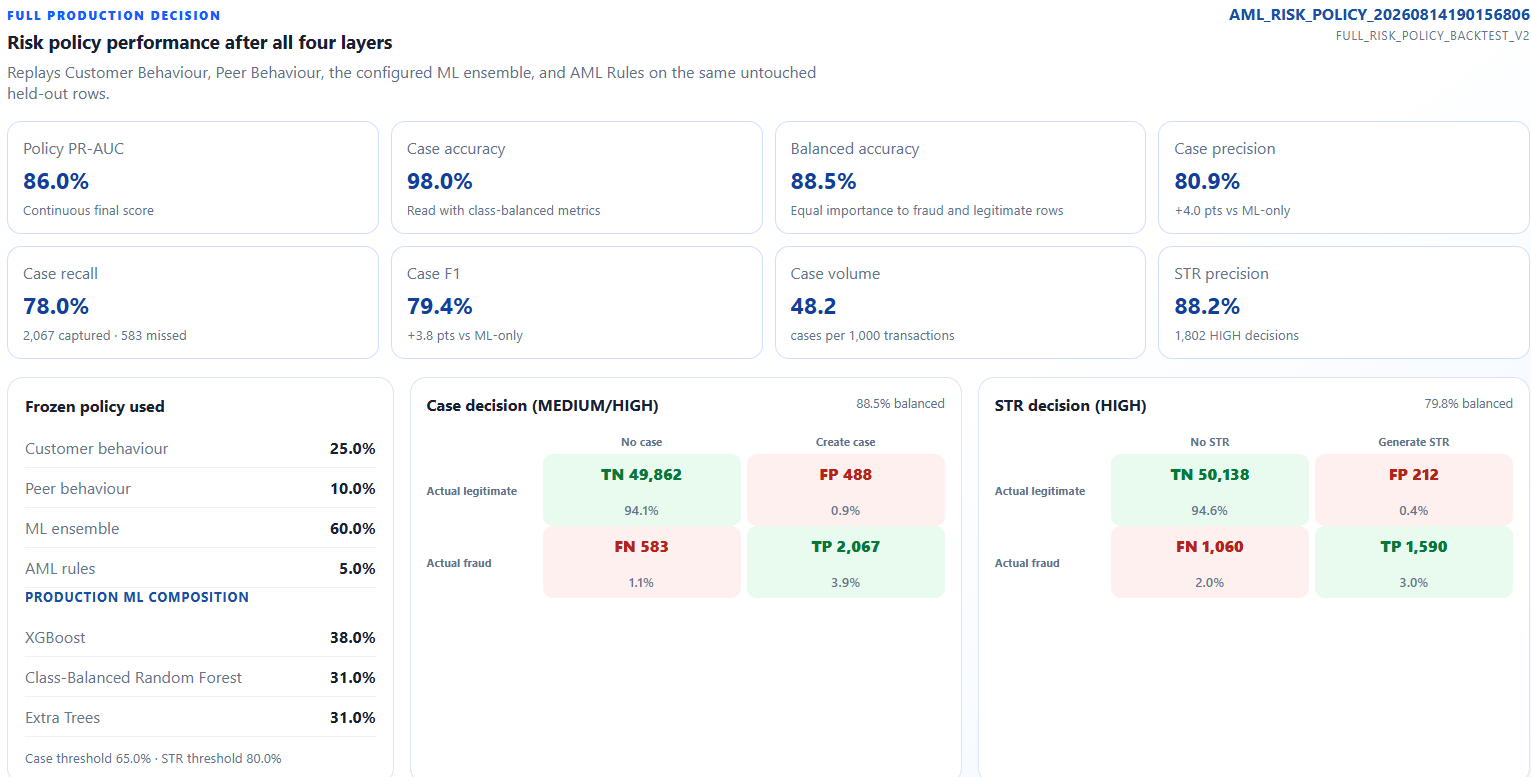 FULL PRODUCTION DECISION
AML_RISK_POLICY_20260814190156806
Risk policy performance after all four layers
FULL_RISK_POLICY_BACKTEST_V2
Replays Customer Behaviour, Peer Behaviour, the configured ML ensemble, and AML Rules on the same untouched
held-out rows.
Policy PR-AUC
86.0%
Continuous final score
Case accuracy
98.0%
Read with class-balanced metrics
Balanced accuracy
88.5%
Equal importance to fraud and legitimate rows
Case precision
80.9%
+4.0 pts vs ML-only
Case recall
78.0%
2,067 captured · 583 missed
Case F1
79.4%
+3.8 pts vs ML-only
Case volume
48.2
cases per 1,000 transactions
STR precision
88.2%
1,802 HIGH decisions
Frozen policy used
Customer behaviour 25.0%
Peer behaviour 10.0%
ML ensemble 60.0%
AML rules 5.0%
PRODUCTION ML COMPOSITION
XGBoost 38.0%
Class-Balanced Random Forest 31.0%
Extra Trees 31.0%
Case threshold 65.0% · STR threshold 80.0%
Case decision (MEDIUM/HIGH) 88.5% balanced
No case Create case
Actual legitimate TN 49,862 FP 488
94.1% 0.9%
Actual fraud FN 583 TP 2,067
1.1% 3.9%
STR decision (HIGH) 79.8% balanced
No STR Generate STR
Actual legitimate TN 50,138 FP 212
94.6% 0.4%
Actual fraud FN 1,060 TP 1,590
2.0% 3.0%